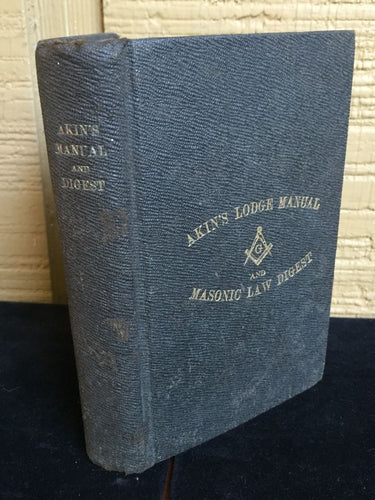 AKIN'S
MANUAL
AND
DIGEST
AKIN'S LODGE MANUAL
G
AND
MASONIC LAW DIGEST